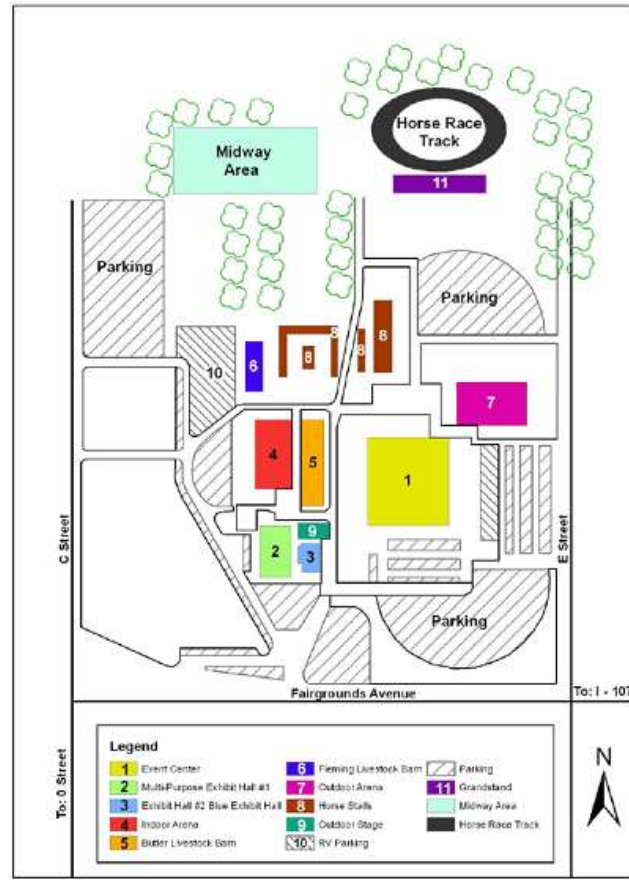 Horse Race
Track
Midway
Area
11
Parking
Parking
8
8
8
8
6
10
7
4
5
1
9
2
3
Parking
C Street
E Street
Fairgrounds Avenue
To: I - 107
To: 0 Street
N
Legend
1 Event Center
2 Multi-Purpose Exhibit Hall #1
3 Exhibit Hall #2 Blue Exhibit Hall
4 Indoor Arena
5 Butler Livestock Barn
6 Fleming Livestock Barn
7 Outdoor Arena
8 Horse Stalls
9 Outdoor Stage
10 RV Parking
Parking
11 Grandstand
Midway Area
Horse Race Track